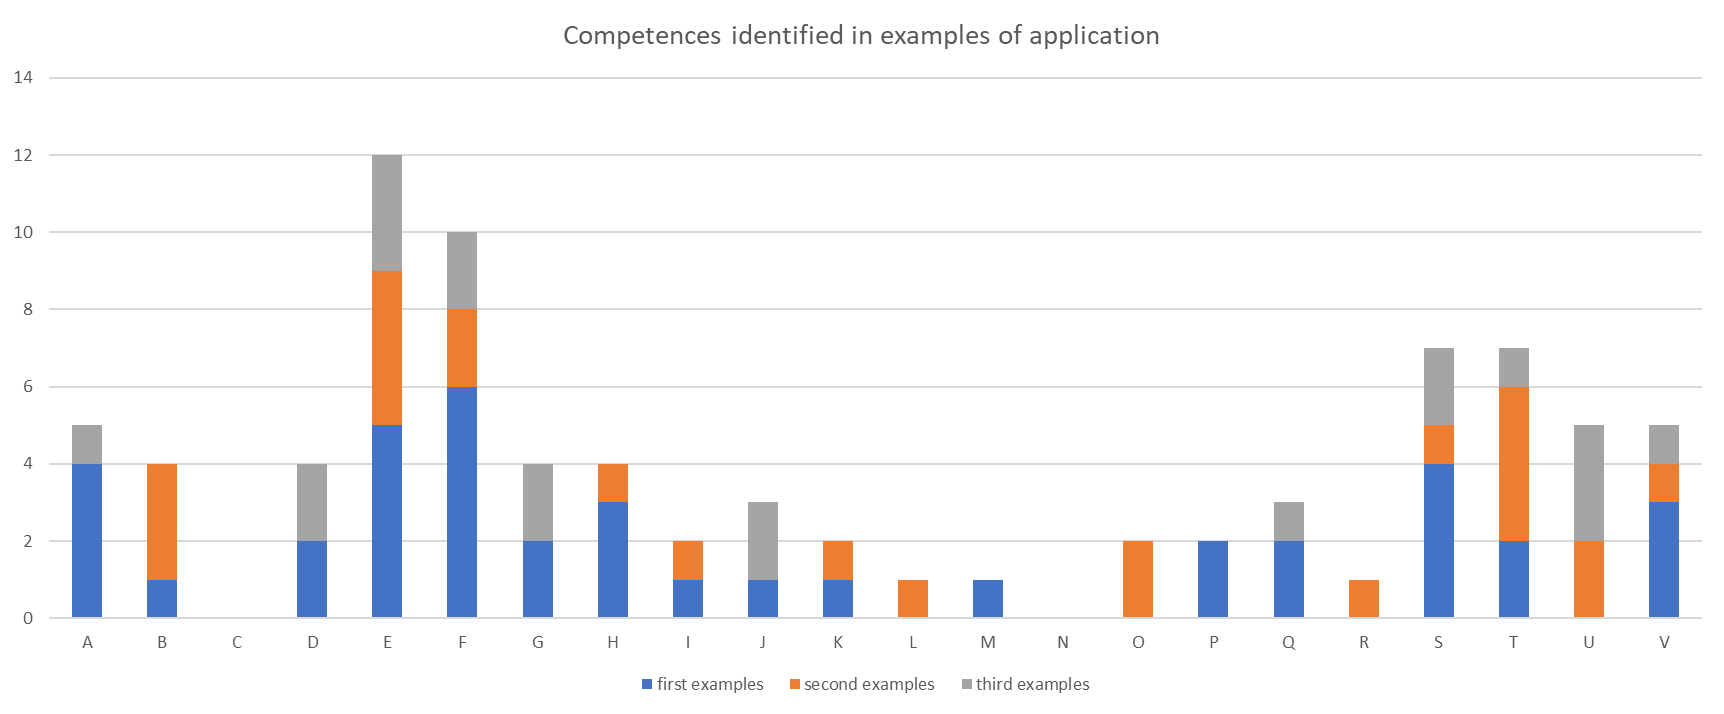 Competences identified in examples of application
14
12
10
8
6
4
2
0
A B C D E F G H I J K L M N O P Q R S T U V
first examples second examples third examples